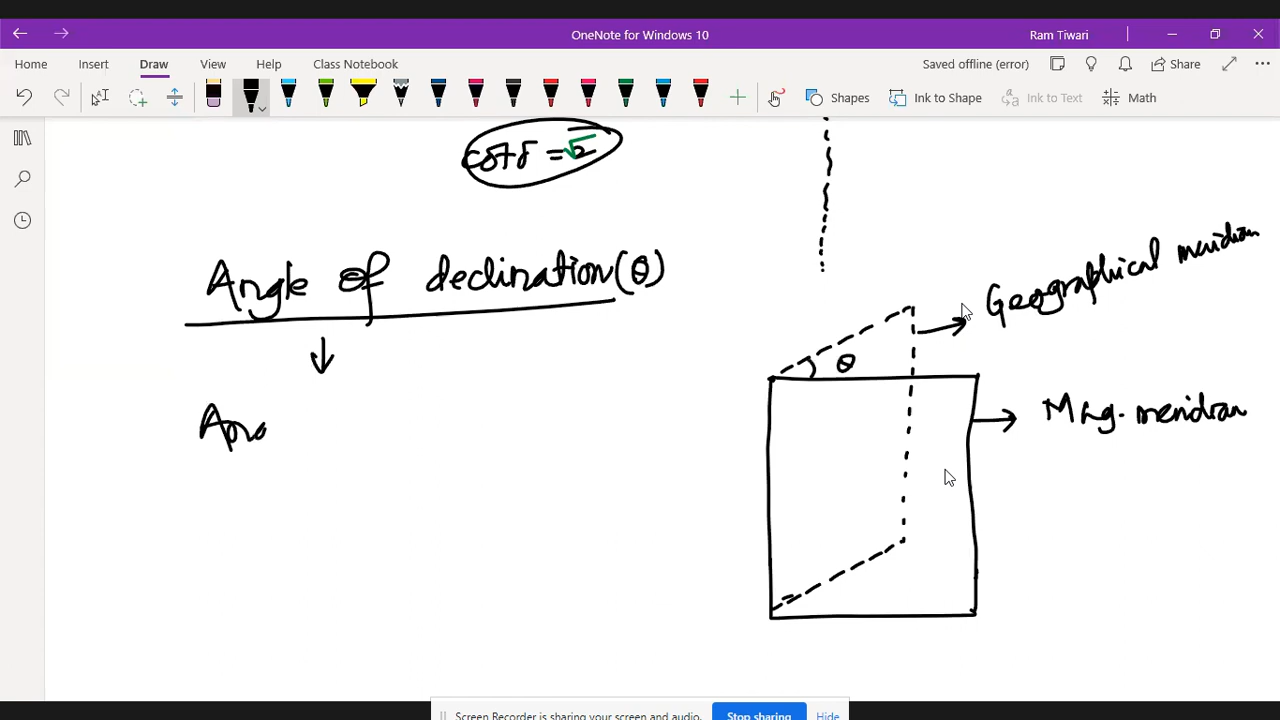 OneNote for Windows 10
Ram Tiwari
Home Insert Draw View Help Class Notebook
Saved offline (error) Share
Shapes Ink to Shape Ink to Text Math
cot δ = √2
Angle of declination (θ)
Geographical meridian
θ
Mag. meridian
Screen Recorder is sharing your screen and audio. Stop sharing Hide